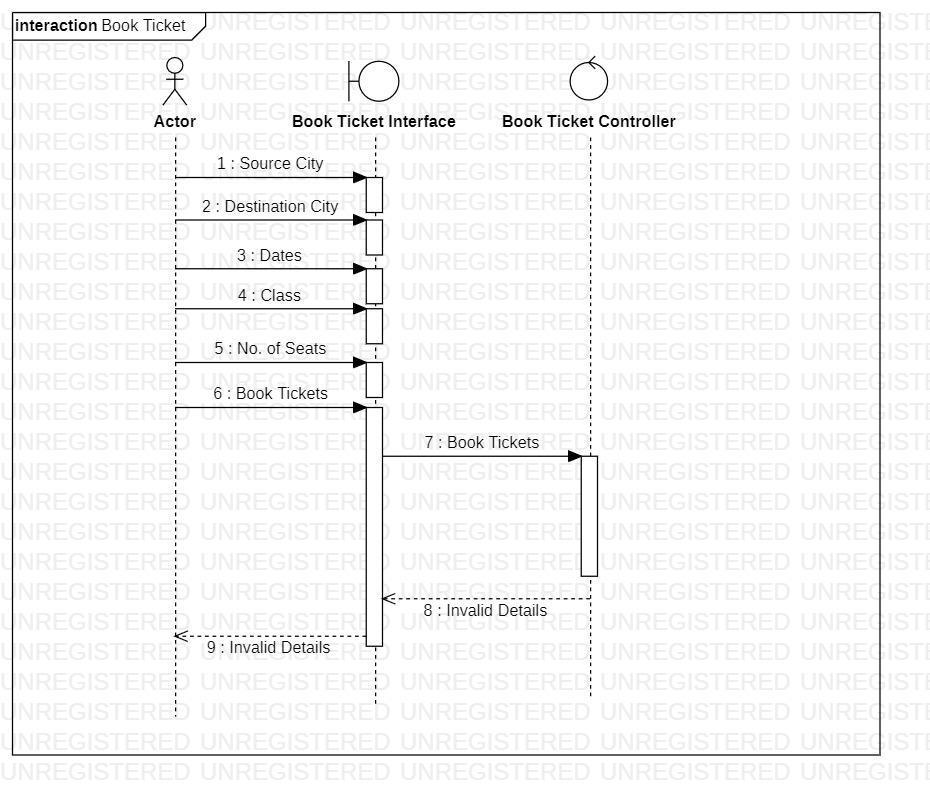 interaction Book Ticket
Actor
Book Ticket Interface
Book Ticket Controller
1 : Source City
2 : Destination City
3 : Dates
4 : Class
5 : No. of Seats
6 : Book Tickets
7 : Book Tickets
8 : Invalid Details
9 : Invalid Details
UNREGISTERED